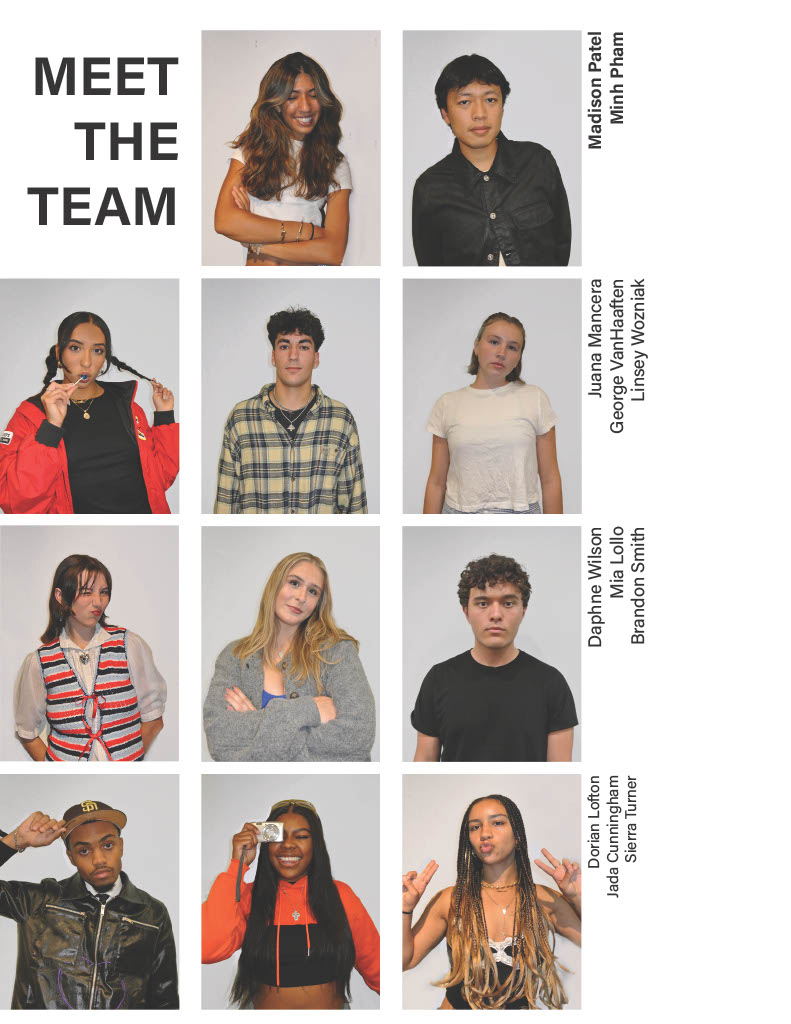 MEET
THE
TEAM
Madison Patel
Minh Pham
Juana Mancera
George VanHaaften
Linsey Wozniak
Daphne Wilson
Mia Lollo
Brandon Smith
Dorian Lofton
Jada Cunningham
Sierra Turner
SD